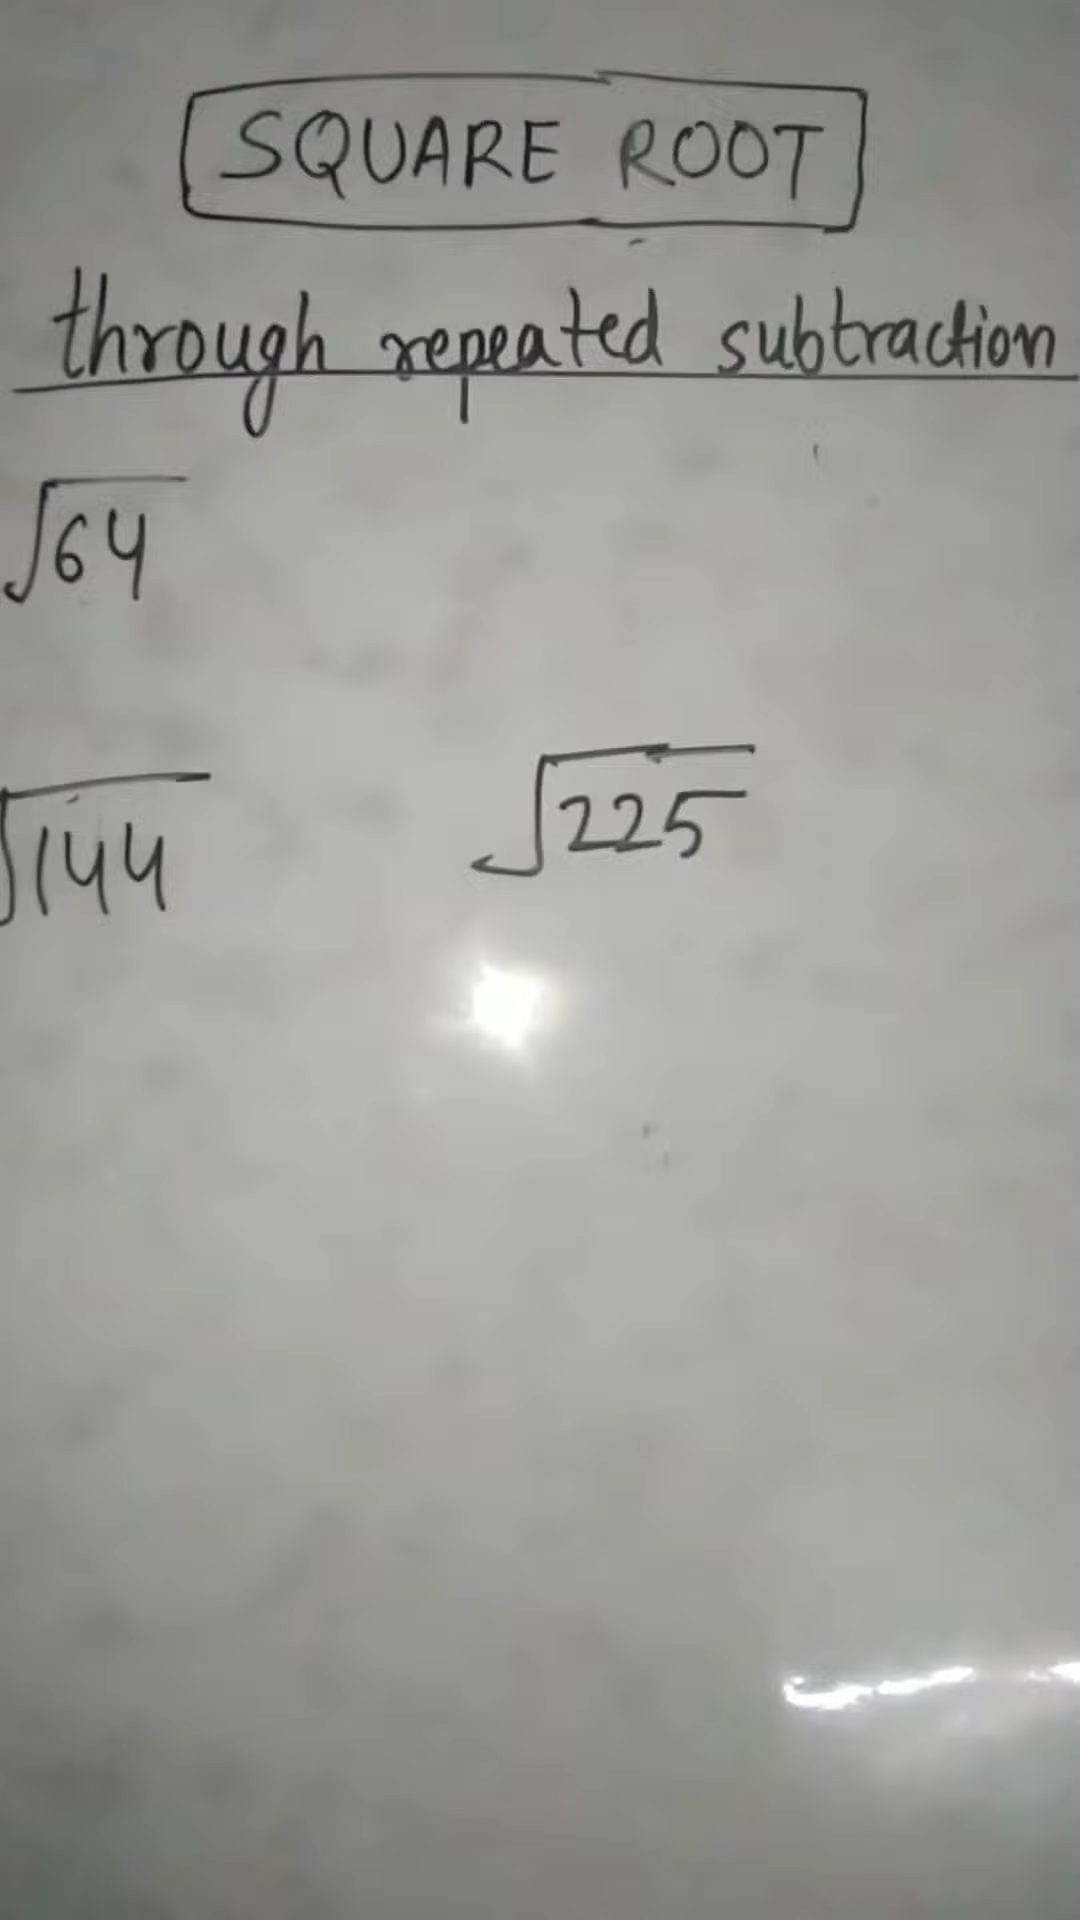 SQUARE ROOT
through repeated subtraction
√64
√144 √225